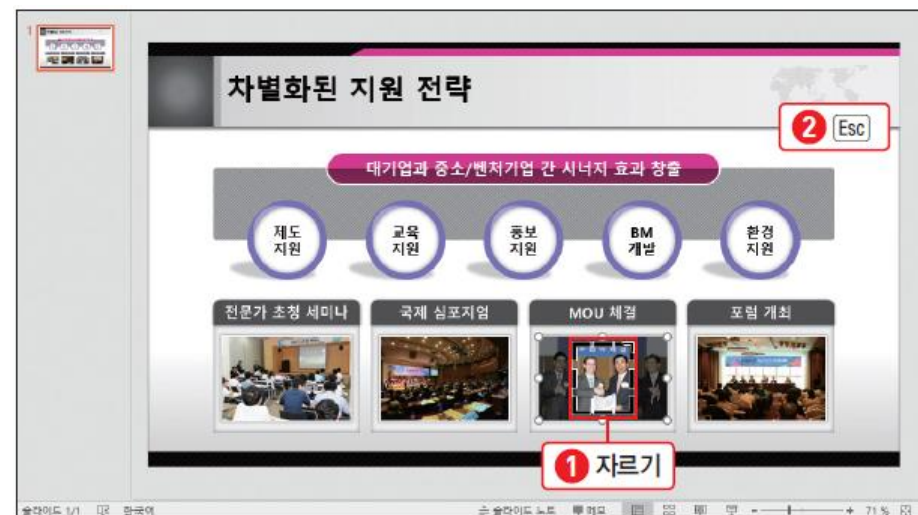 1
차별화된 지원 전략
2 Esc
대기업과 중소/벤처기업 간 시너지 효과 창출
제도
지원
교육
지원
홍보
지원
BM
개발
환경
지원
전문가 초청 세미나
국제 심포지엄
MOU 체결
포럼 개최
1 자르기
슬라이드 1/1
한국어
슬라이드 노트
메모
71 %